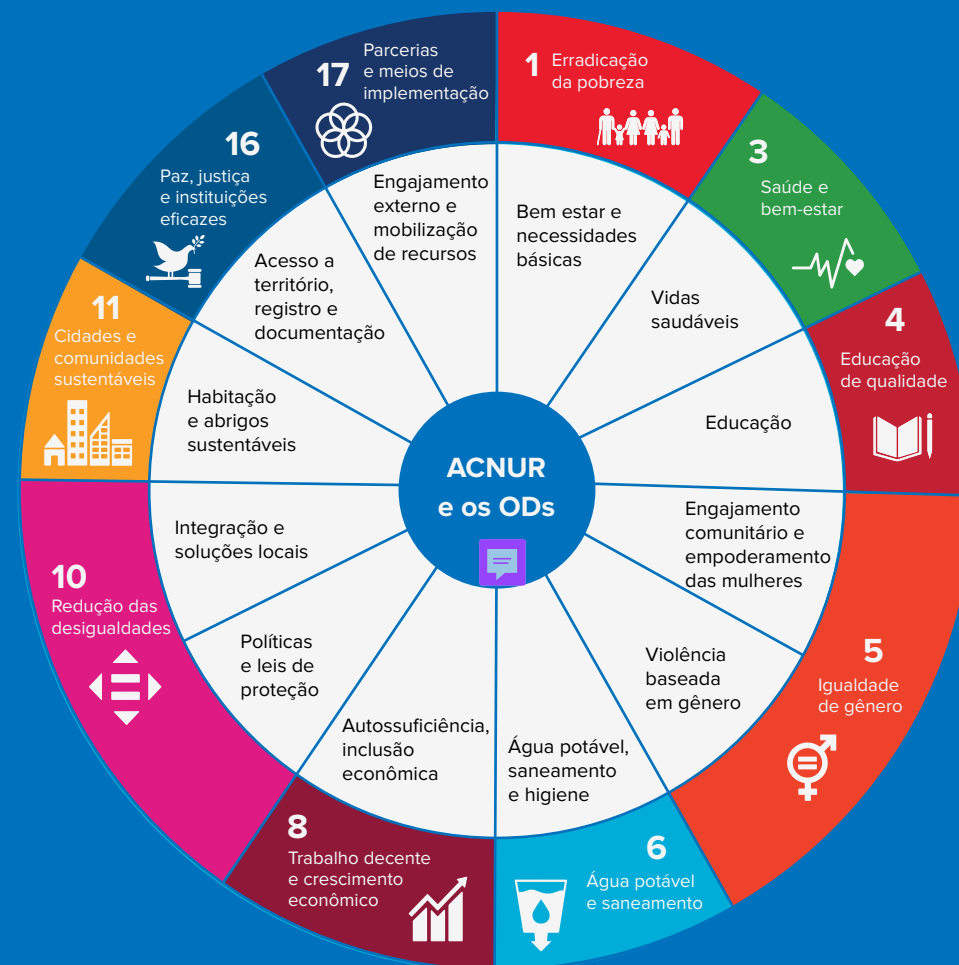 ACNUR
e os ODs
1
Erradicação
da pobreza
Bem estar e
necessidades
básicas
3
Saúde e
bem-estar
Vidas
saudáveis
4
Educação
de qualidade
Educação
5
Igualdade
de gênero
Engajamento
comunitário e
empoderamento
das mulheres
Violência
baseada
em gênero
6
Água potável
e saneamento
Água potável,
saneamento
e higiene
8
Trabalho decente
e crescimento
econômico
Autossuficiência,
inclusão
econômica
10
Redução das
desigualdades
Políticas
e leis de
proteção
Integração e
soluções locais
11
Cidades e
comunidades
sustentáveis
Habitação
e abrigos
sustentáveis
16
Paz, justiça
e instituições
eficazes
Acesso a
território,
registro e
documentação
17
Parcerias
e meios de
implementação
Engajamento
externo e
mobilização
de recursos